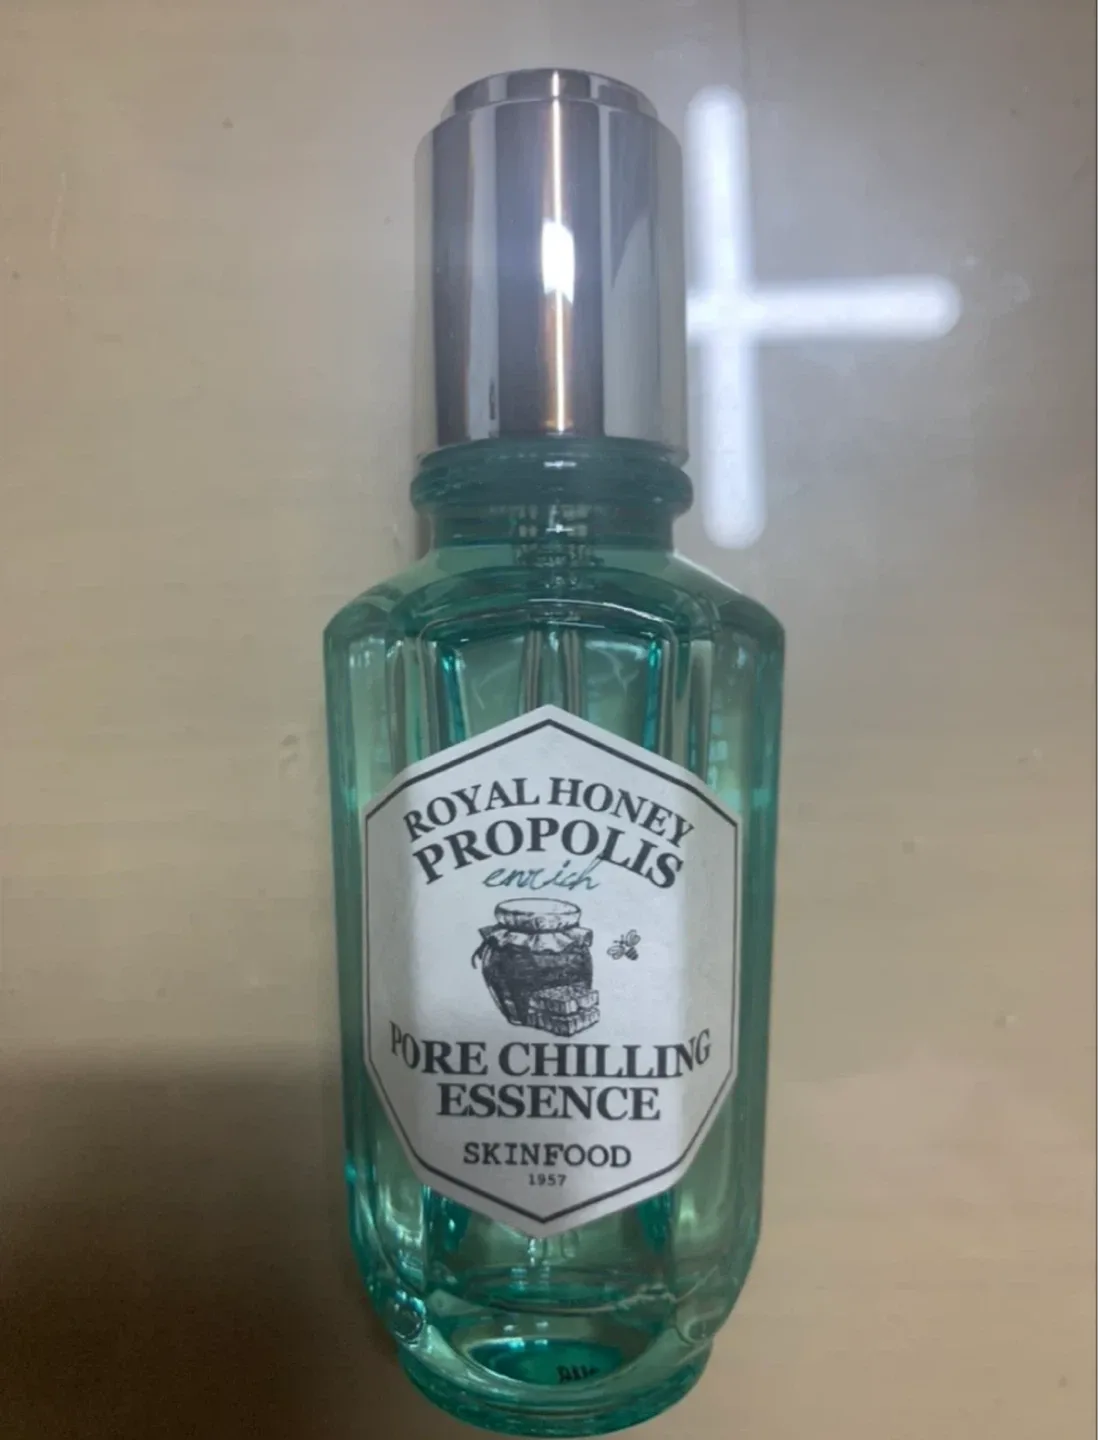 ROYAL HONEY
PROPOLIS
enrich
PORE CHILLING
ESSENCE
SKINFOOD
1957